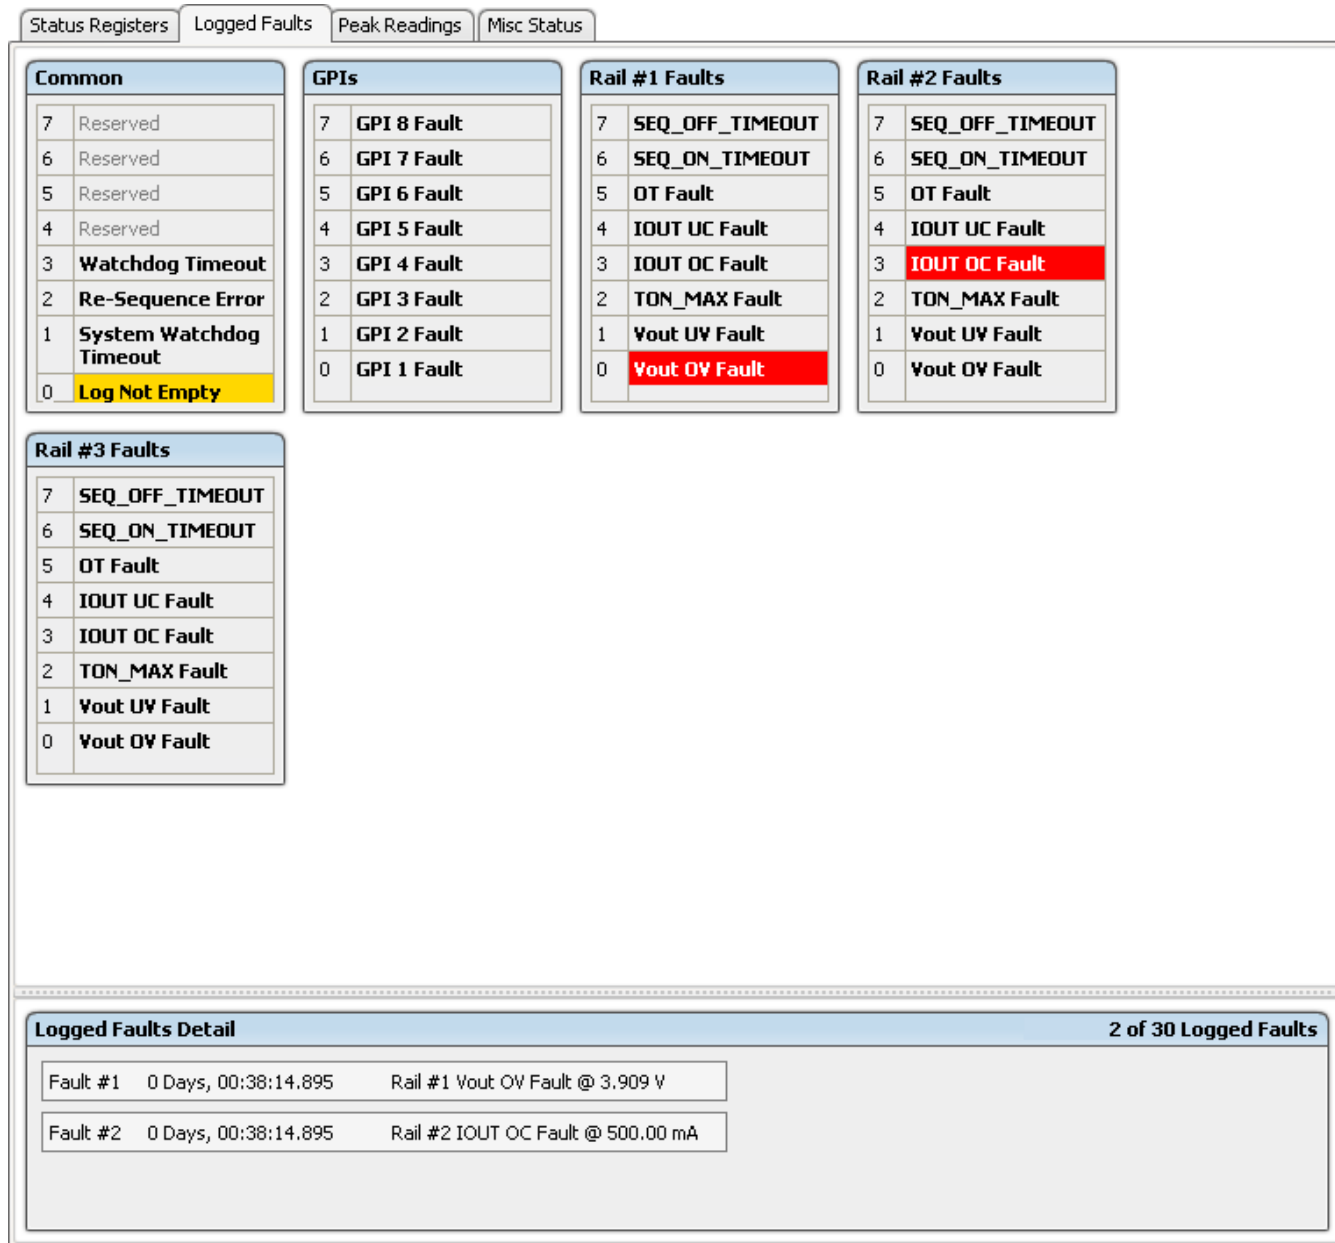 Status Registers
Logged Faults
Peak Readings
Misc Status
Common
7 Reserved
6 Reserved
5 Reserved
4 Reserved
3 Watchdog Timeout
2 Re-Sequence Error
1 System Watchdog
Timeout
0 Log Not Empty
GPIs
7 GPI 8 Fault
6 GPI 7 Fault
5 GPI 6 Fault
4 GPI 5 Fault
3 GPI 4 Fault
2 GPI 3 Fault
1 GPI 2 Fault
0 GPI 1 Fault
Rail #1 Faults
7 SEQ_OFF_TIMEOUT
6 SEQ_ON_TIMEOUT
5 OT Fault
4 IOUT UC Fault
3 IOUT OC Fault
2 TON_MAX Fault
1 Vout UV Fault
0 Vout OV Fault
Rail #2 Faults
7 SEQ_OFF_TIMEOUT
6 SEQ_ON_TIMEOUT
5 OT Fault
4 IOUT UC Fault
3 IOUT OC Fault
2 TON_MAX Fault
1 Vout UV Fault
0 Vout OV Fault
Rail #3 Faults
7 SEQ_OFF_TIMEOUT
6 SEQ_ON_TIMEOUT
5 OT Fault
4 IOUT UC Fault
3 IOUT OC Fault
2 TON_MAX Fault
1 Vout UV Fault
0 Vout OV Fault
Logged Faults Detail 2 of 30 Logged Faults
Fault #1 0 Days, 00:38:14.895 Rail #1 Vout OV Fault @ 3.909 V
Fault #2 0 Days, 00:38:14.895 Rail #2 IOUT OC Fault @ 500.00 mA